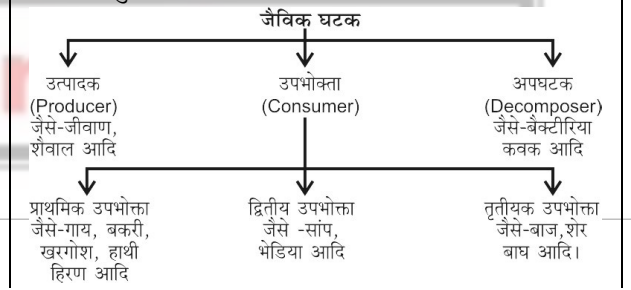 जैविक घटक
उत्पादक
(Producer)
जैसे-जीवाण,
शैवाल आदि
उपभोक्ता
(Consumer)
अपघटक
(Decomposer)
जैसे-बैक्टीरिया
कवक आदि
प्राथमिक उपभोक्ता
जैसे-गाय, बकरी,
खरगोश, हाथी
हिरण आदि
द्वितीय उपभोक्ता
जैसे -सांप,
भेडिया आदि
तृतीयक उपभोक्ता
जैसे-बाज,शेर
बाघ आदि।